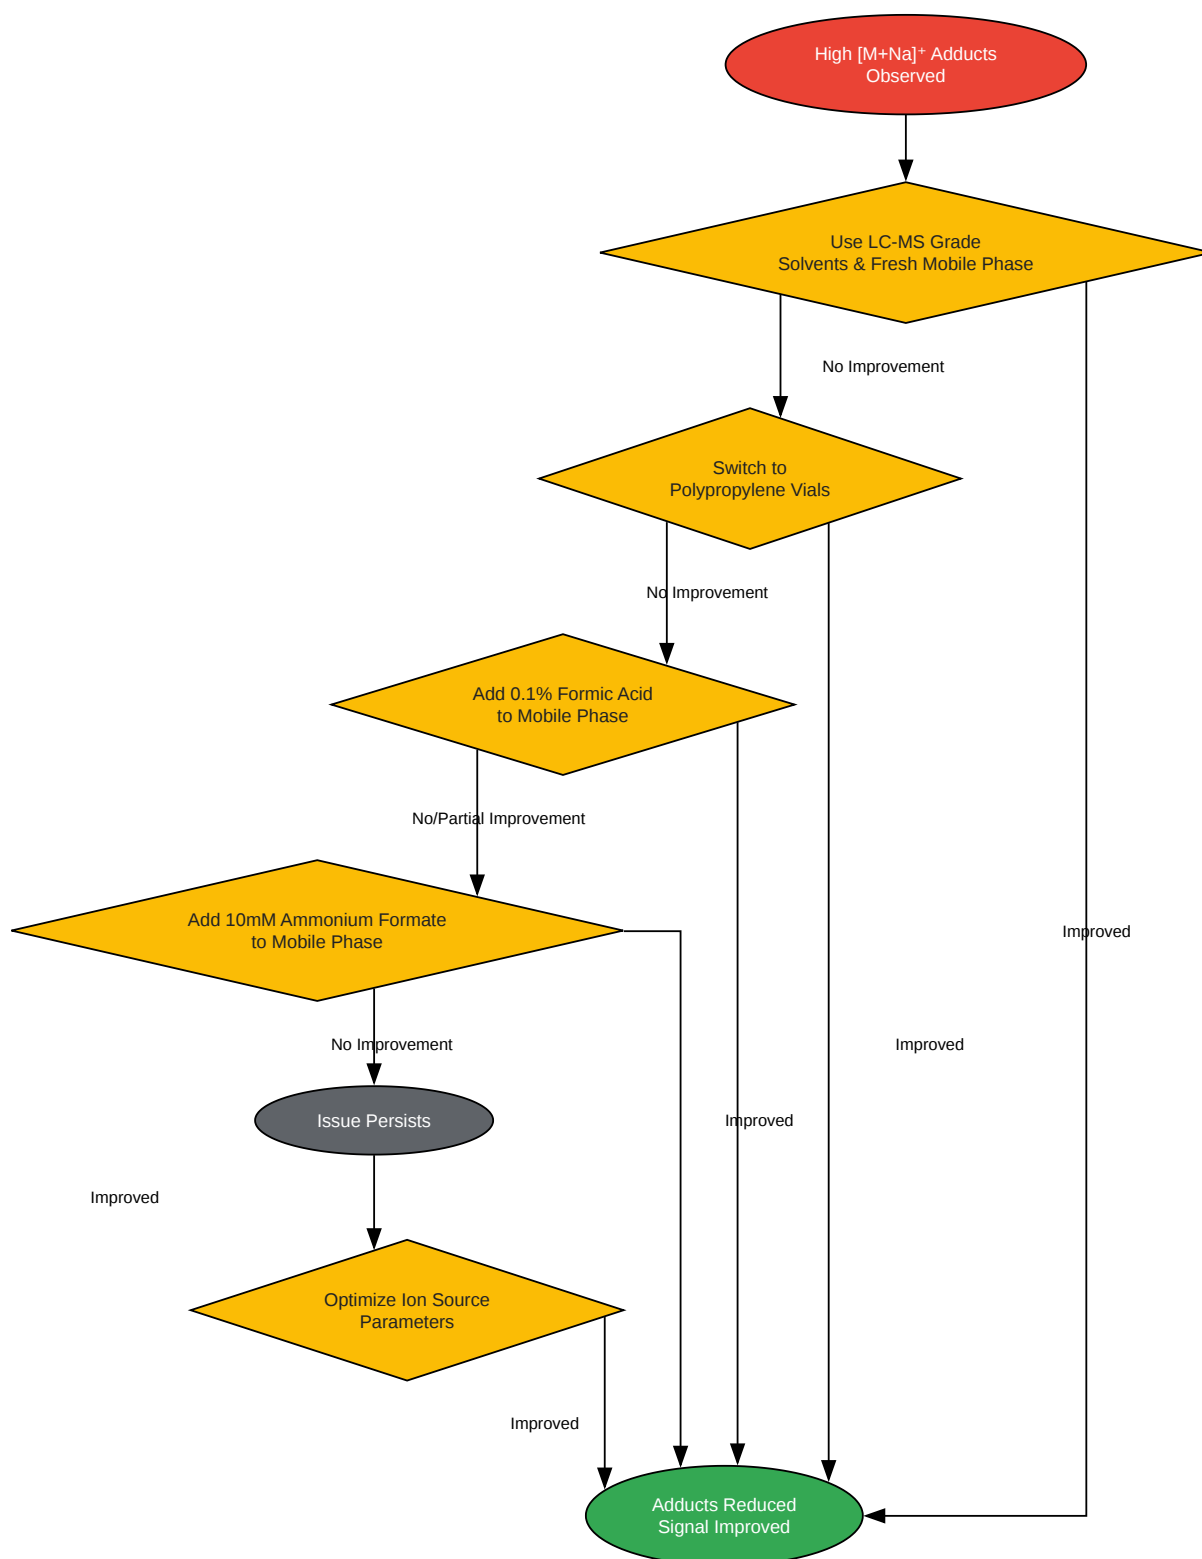 High [M+Na]⁺ Adducts
Observed
Use LC-MS Grade
Solvents & Fresh Mobile Phase
No Improvement
Switch to
Polypropylene Vials
No Improvement
Add 0.1% Formic Acid
to Mobile Phase
No/Partial Improvement
Add 10mM Ammonium Formate
to Mobile Phase
Improved
No Improvement
Improved
Issue Persists
Improved
Improved
Optimize Ion Source
Parameters
Improved
Adducts Reduced
Signal Improved